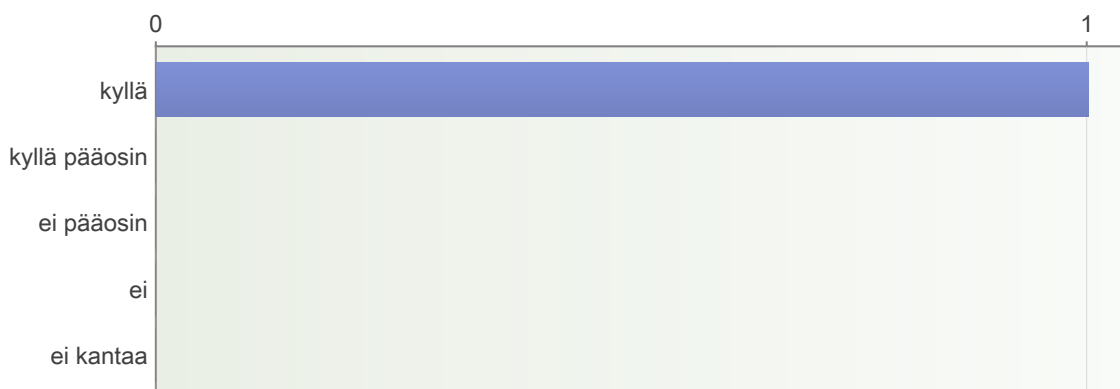 0 1
kyllä
kyllä pääosin
ei pääosin
ei
ei kantaa